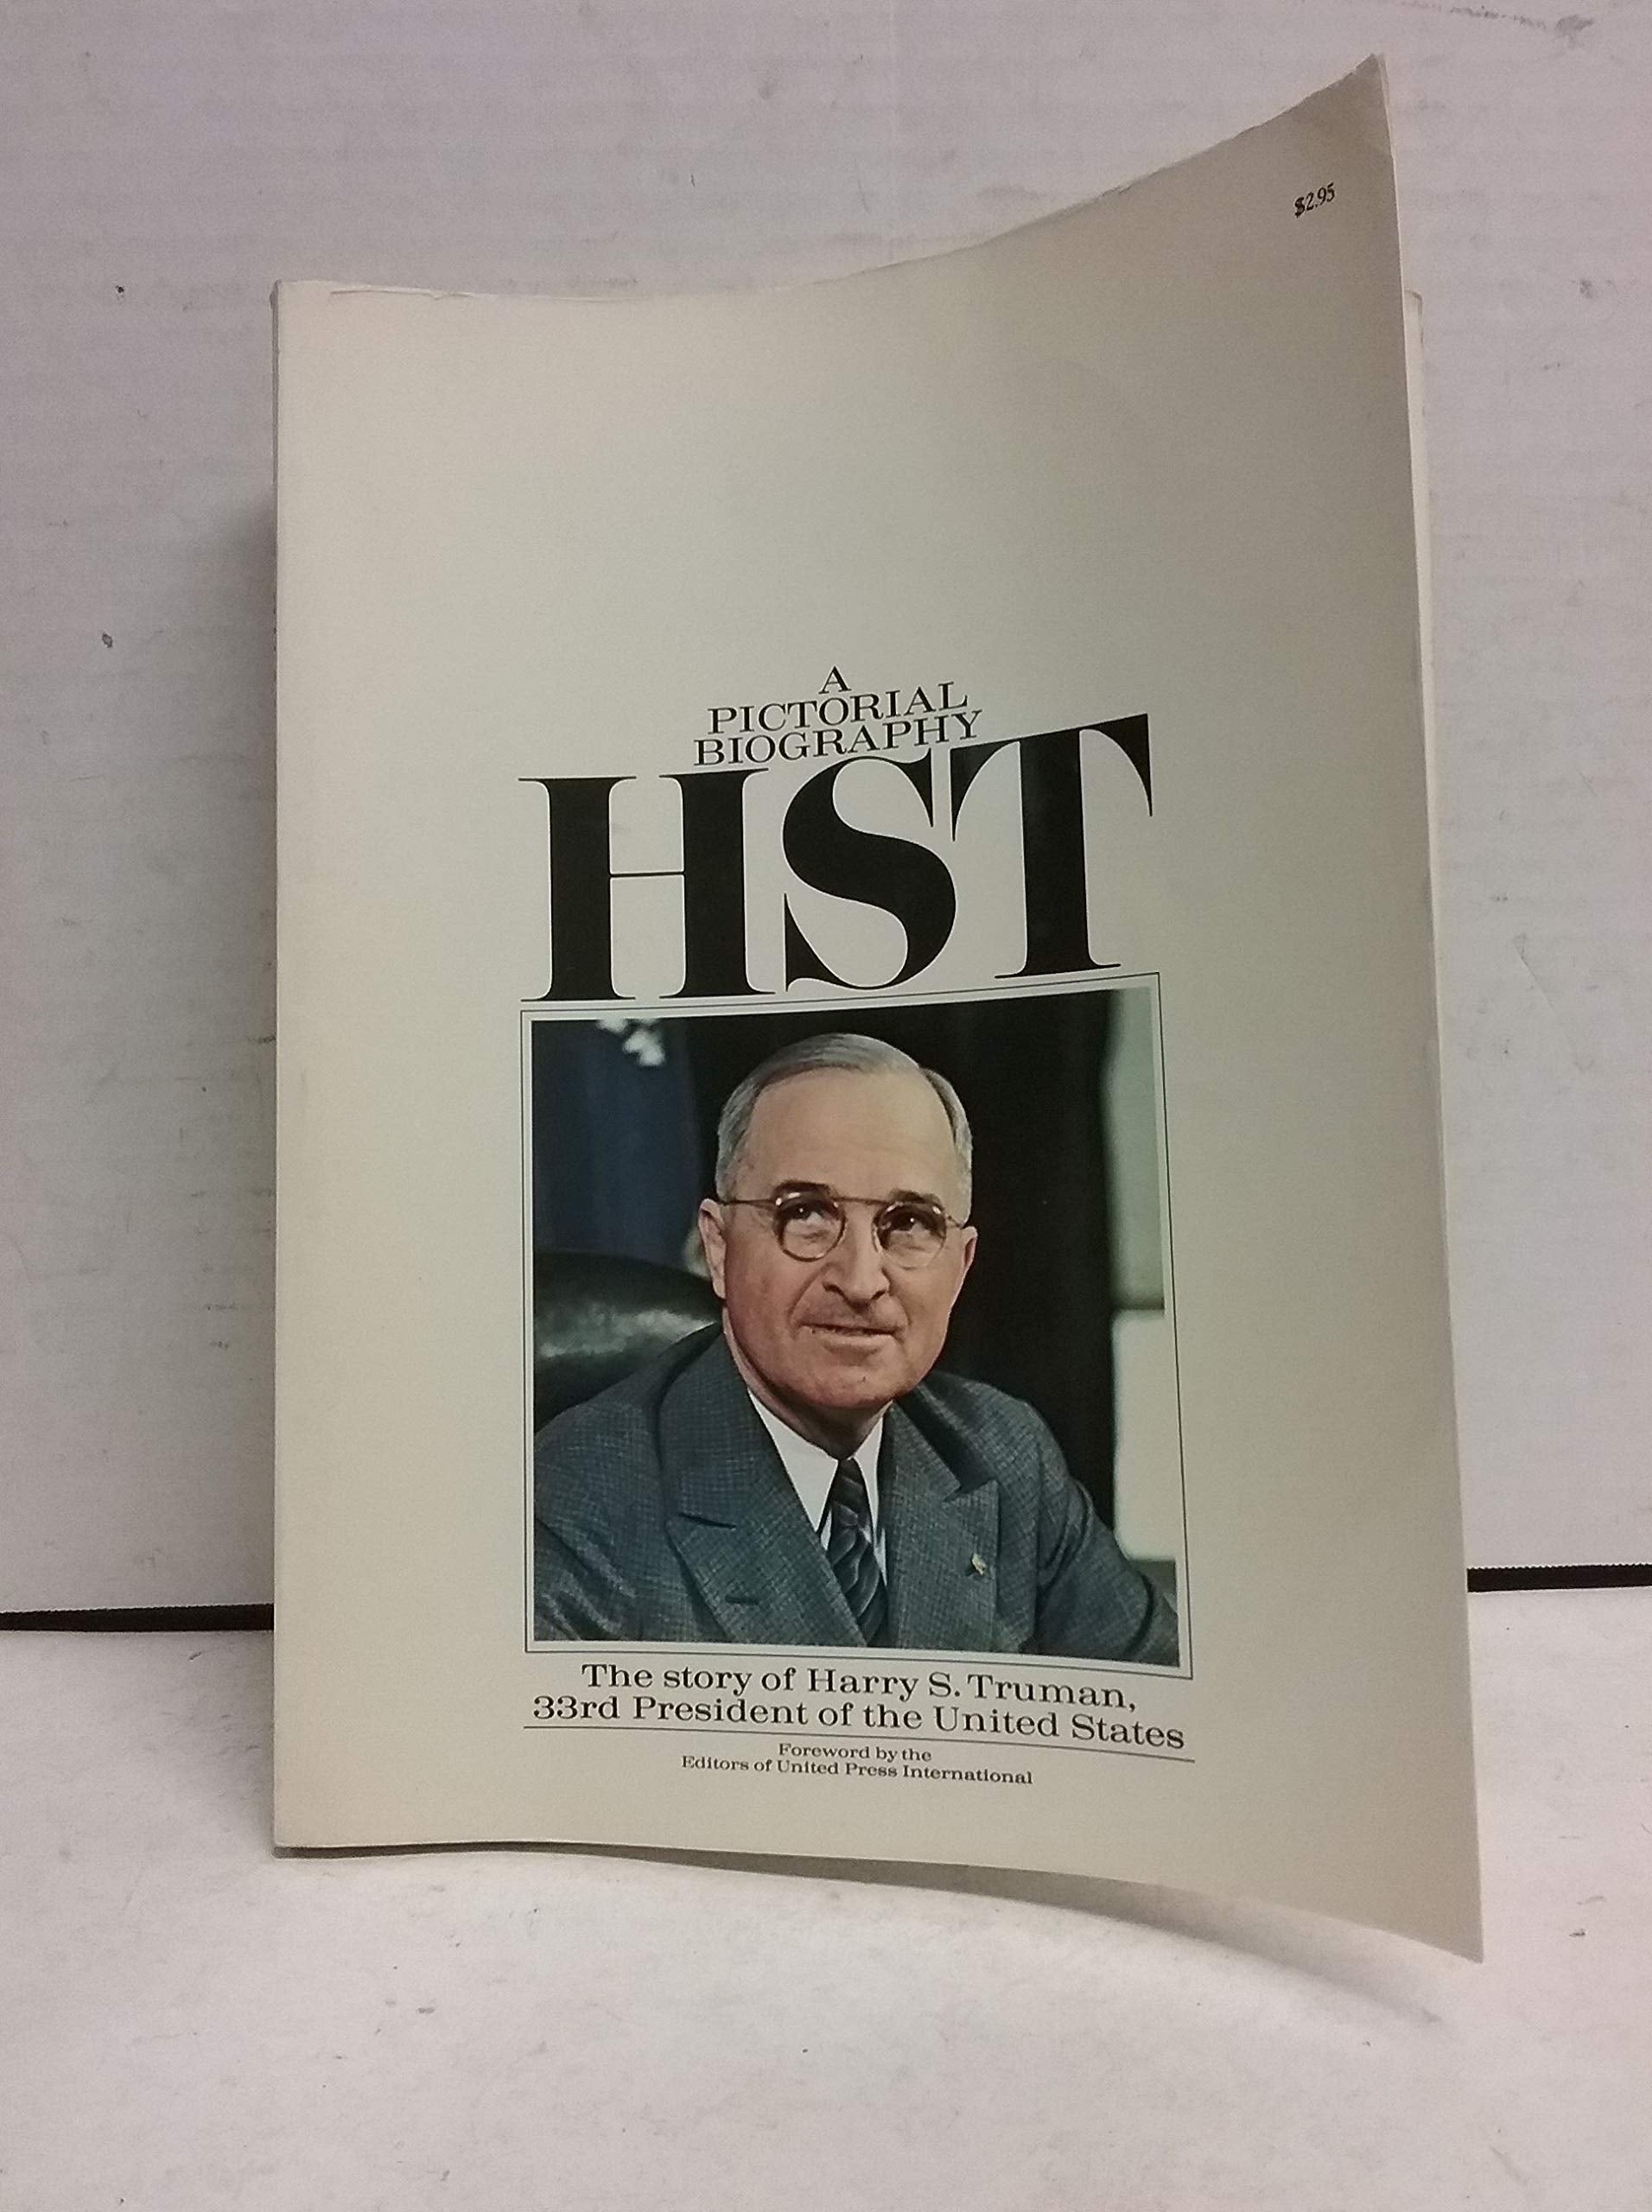 $2.95
A
PICTORIAL
BIOGRAPHY
HST
The story of Harry S. Truman,
33rd President of the United States
Foreword by the
Editors of United Press International